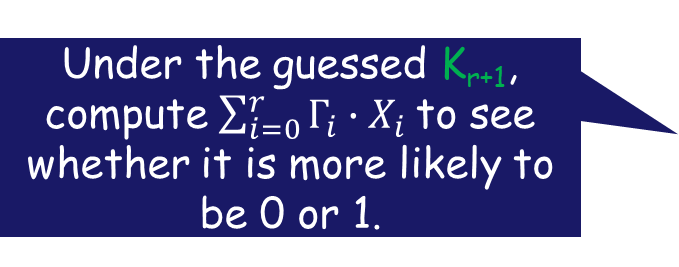 Under the guessed K_{r+1},
compute ∑_{i=0}^{r} Γ_i · X_i to see
whether it is more likely to
be 0 or 1.